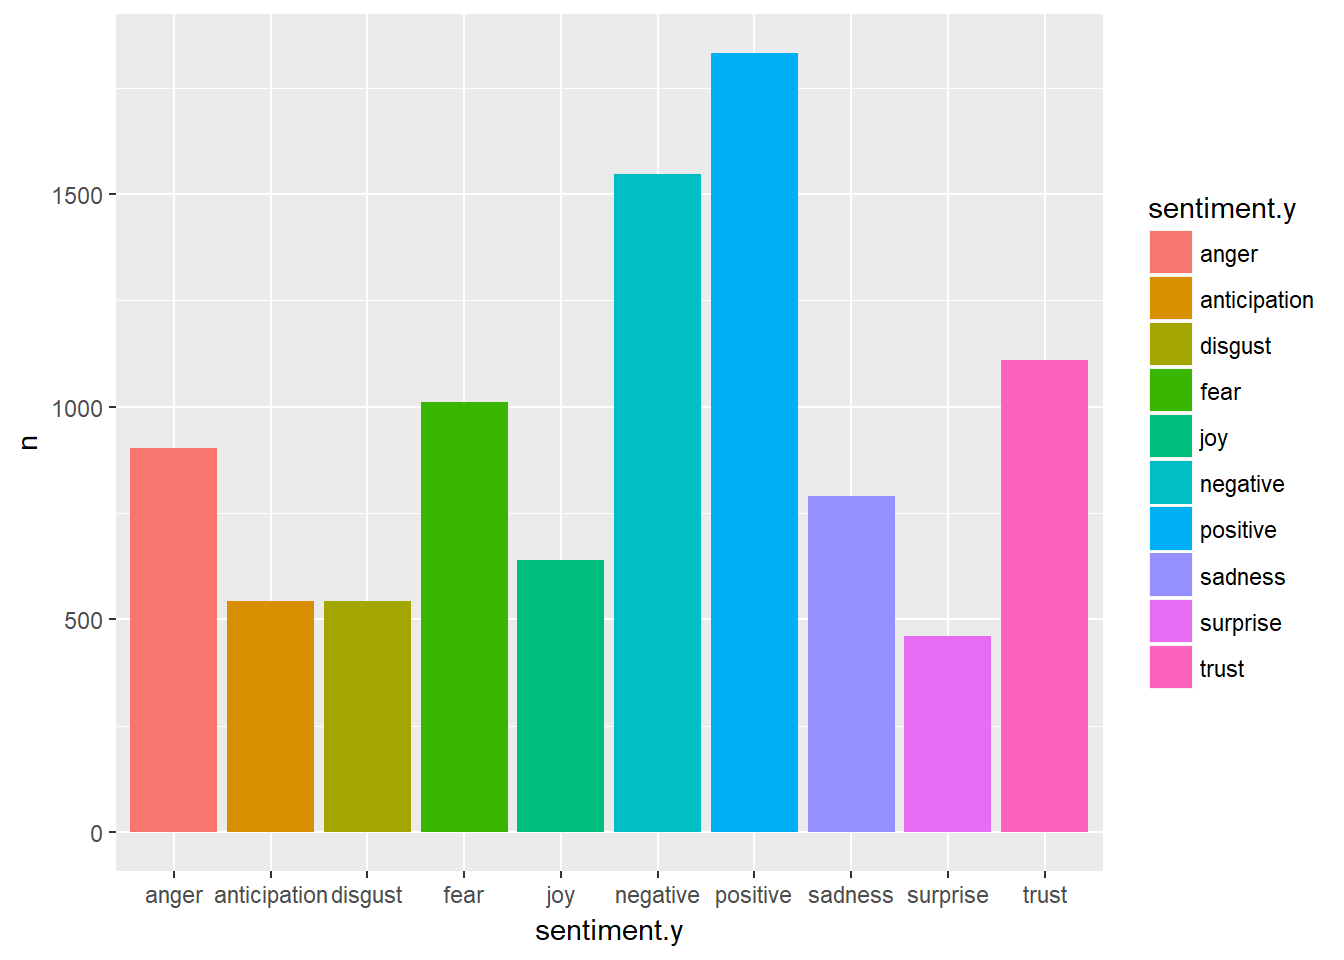 n
1500
1000
500
0
anger anticipation disgust fear joy negative positive sadness surprise trust
sentiment.y
sentiment.y
anger
anticipation
disgust
fear
joy
negative
positive
sadness
surprise
trust